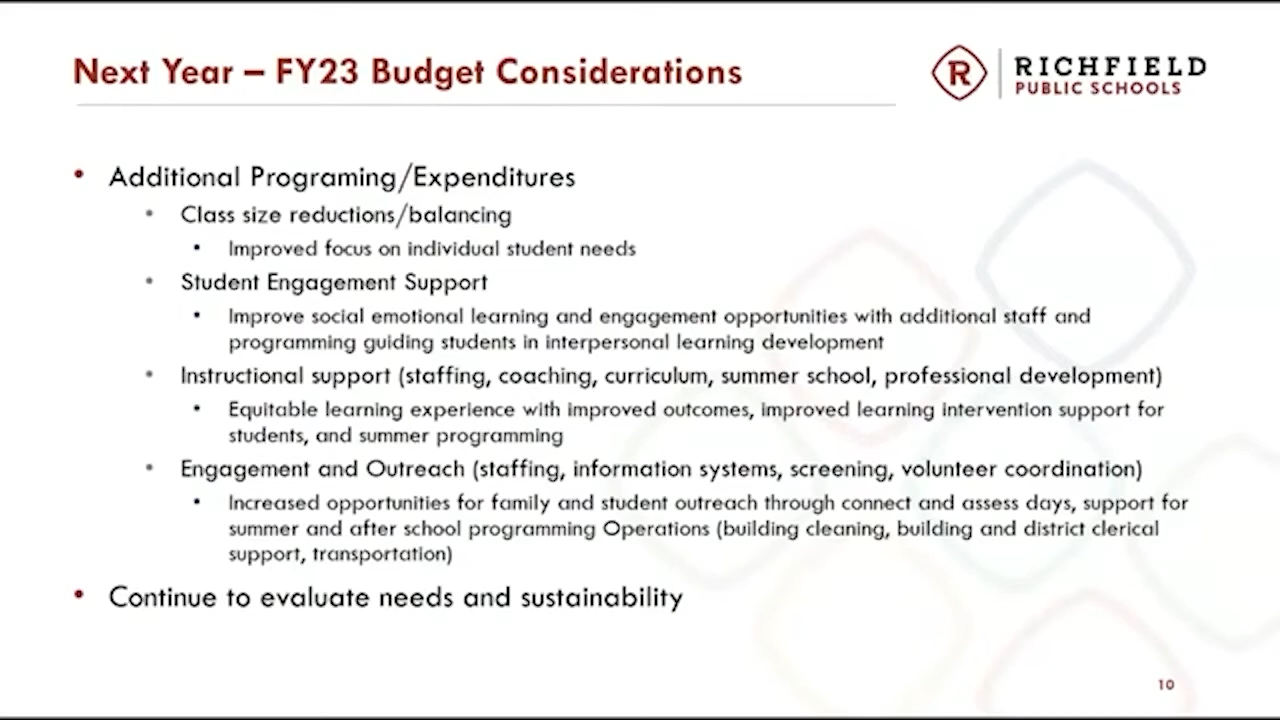 Next Year – FY23 Budget Considerations
R
RICHFIELD
PUBLIC SCHOOLS
• Additional Programing/Expenditures
• Class size reductions/balancing
• Improved focus on individual student needs
• Student Engagement Support
• Improve social emotional learning and engagement opportunities with additional staff and
programming guiding students in interpersonal learning development
• Instructional support (staffing, coaching, curriculum, summer school, professional development)
• Equitable learning experience with improved outcomes, improved learning intervention support for
students, and summer programming
• Engagement and Outreach (staffing, information systems, screening, volunteer coordination)
• Increased opportunities for family and student outreach through connect and assess days, support for
summer and after school programming Operations (building cleaning, building and district clerical
support, transportation)
• Continue to evaluate needs and sustainability
10